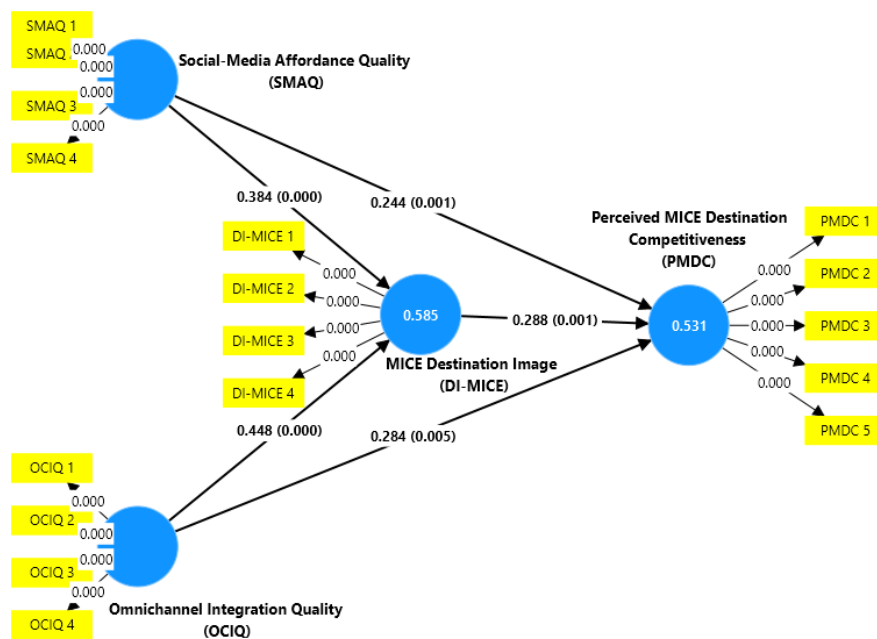 SMAQ 1
SMAQ
SMAQ 3
SMAQ 4
0.000
0.000
0.000
0.000
Social-Media Affordance Quality
(SMAQ)
0.384 (0.000)
0.244 (0.001)
DI-MICE 1
DI-MICE 2
DI-MICE 3
DI-MICE 4
0.000
0.000
0.000
0.000
0.585
MICE Destination Image
(DI-MICE)
0.288 (0.001)
Perceived MICE Destination
Competitiveness
(PMDC)
0.531
0.000
0.000
0.000
0.000
0.000
PMDC 1
PMDC 2
PMDC 3
PMDC 4
PMDC 5
0.448 (0.000)
0.284 (0.005)
OCIQ 1
OCIQ 2
OCIQ 3
OCIQ 4
0.000
0.000
0.000
0.000
Omnichannel Integration Quality
(OCIQ)